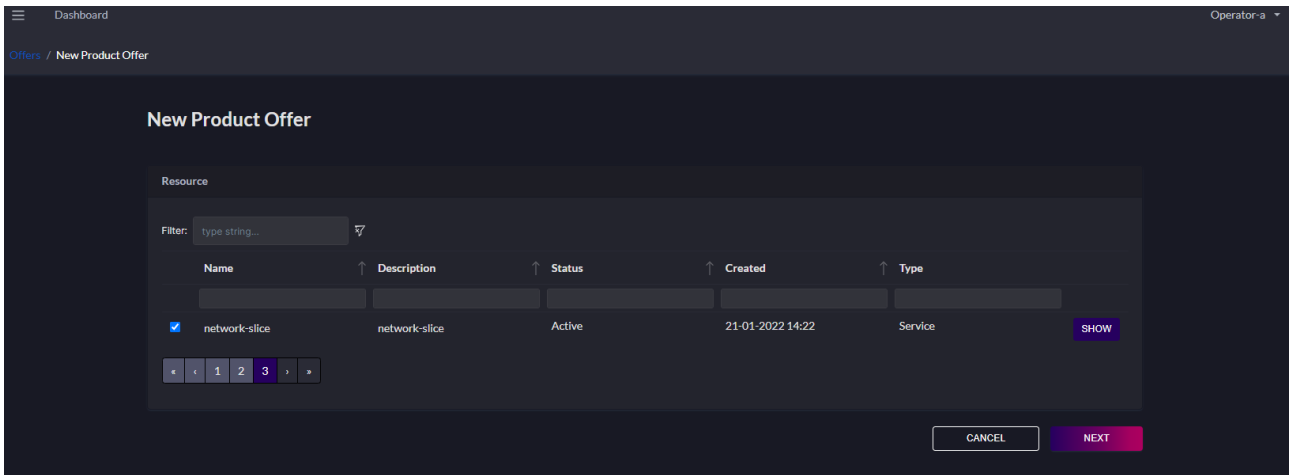 Dashboard Operator-a
Offers / New Product Offer
New Product Offer
Resource
Filter: type string...
Name Description Status Created Type
network-slice network-slice Active 21-01-2022 14:22 Service SHOW
« ‹ 1 2 3 › »
CANCEL NEXT